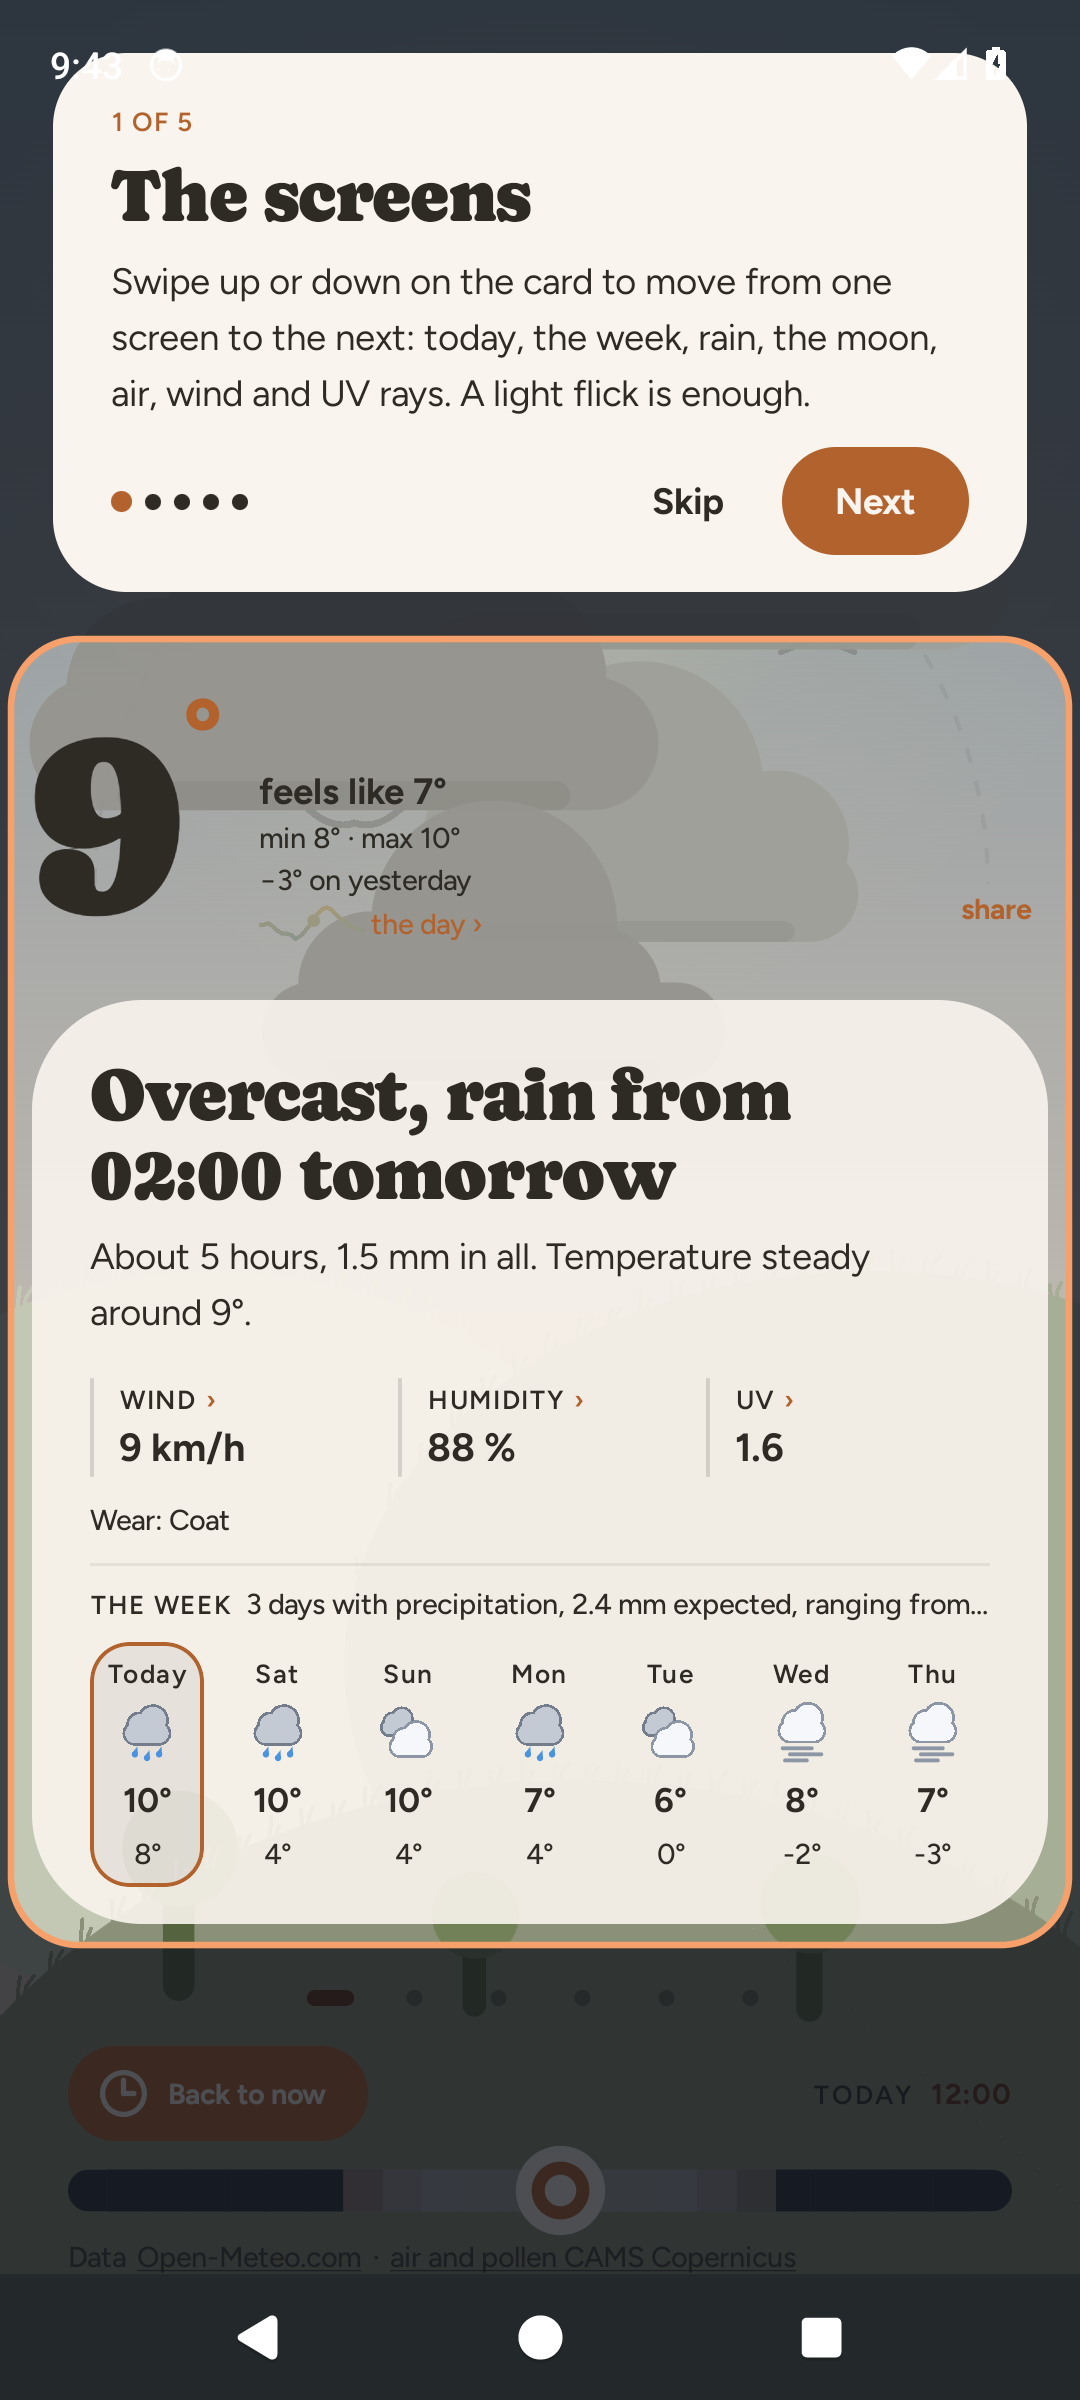 9:43
1 OF 5
The screens
Swipe up or down on the card to move from one
screen to the next: today, the week, rain, the moon,
air, wind and UV rays. A light flick is enough.
Skip
Next
9°
feels like 7°
min 8° · max 10°
−3° on yesterday
the day ›
share
Overcast, rain from
02:00 tomorrow
About 5 hours, 1.5 mm in all. Temperature steady
around 9°.
WIND › HUMIDITY › UV ›
9 km/h 88 % 1.6
Wear: Coat
THE WEEK 3 days with precipitation, 2.4 mm expected, ranging from...
Today Sat Sun Mon Tue Wed Thu
10° 10° 10° 7° 6° 8° 7°
8° 4° 4° 4° 0° -2° -3°
Back to now
TODAY 12:00
Data Open-Meteo.com · air and pollen CAMS Copernicus